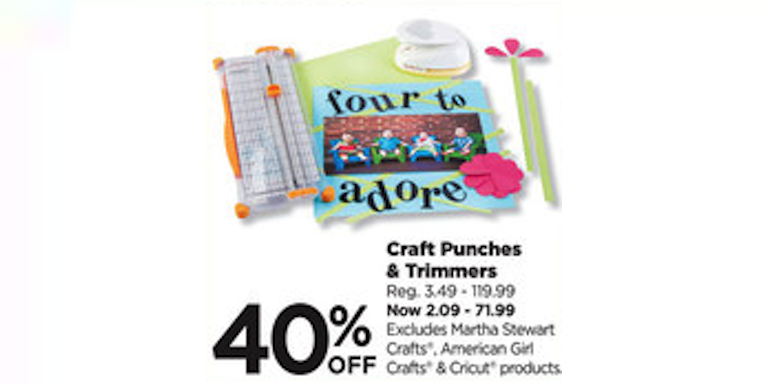 four to
adore
Craft Punches
& Trimmers
Reg. 3.49 - 119.99
Now 2.09 - 71.99
40% OFF
Excludes Martha Stewart
Crafts®, American Girl
Crafts® & Cricut® products.